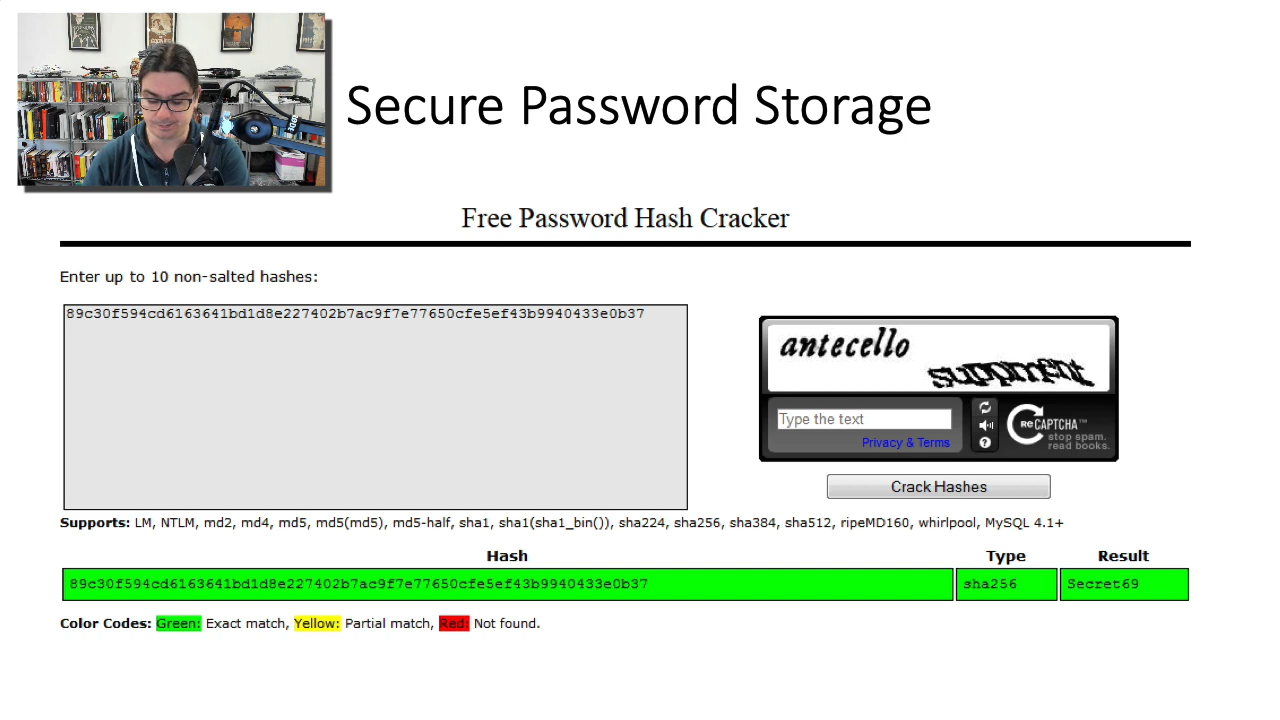 Secure Password Storage
Free Password Hash Cracker
Enter up to 10 non-salted hashes:
89c30f594cd6163641bd1d8e227402b7ac9f7e77650cfe5ef43b9940433e0b37
antecello
suppment
Type the text
Privacy & Terms
RECAPTCHA™
stop spam.
read books.
Crack Hashes
Supports: LM, NTLM, md2, md4, md5, md5(md5), md5-half, sha1, sha1(sha1_bin()), sha224, sha256, sha384, sha512, ripeMD160, whirlpool, MySQL 4.1+
Hash Type Result
89c30f594cd6163641bd1d8e227402b7ac9f7e77650cfe5ef43b9940433e0b37 sha256 Secret69
Color Codes: Green: Exact match, Yellow: Partial match, Red: Not found.